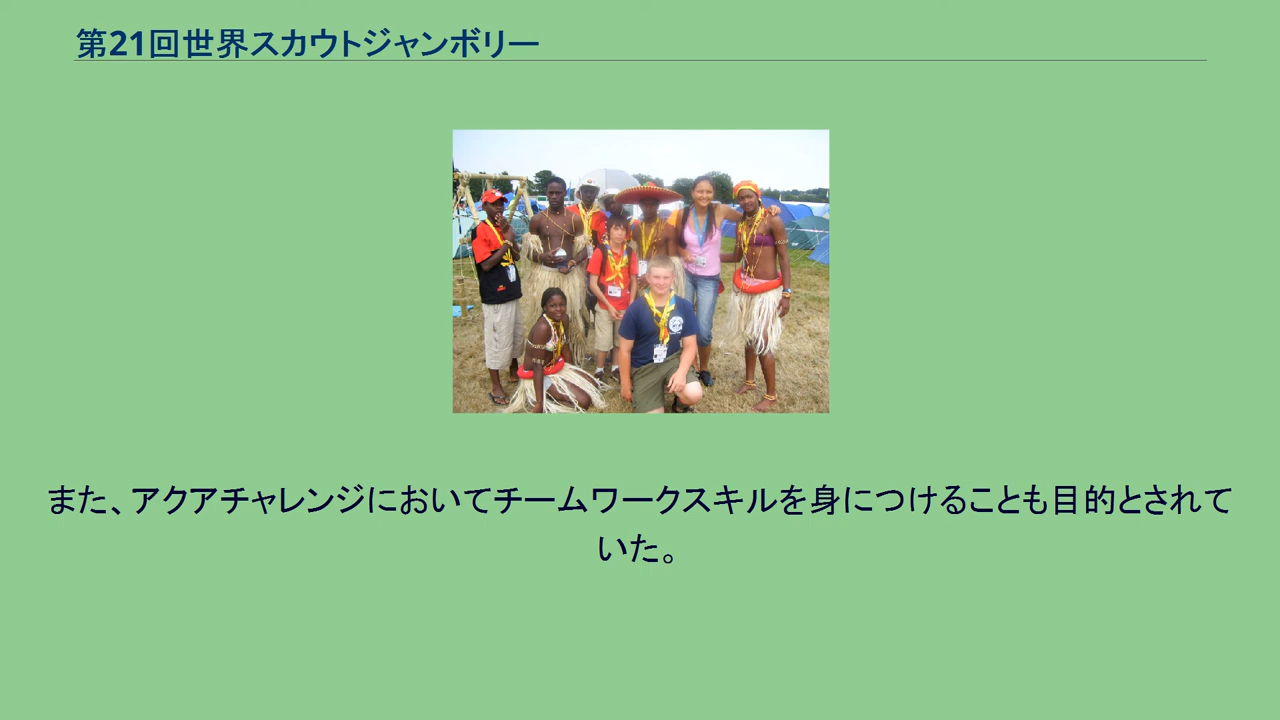 第21回世界スカウトジャンボリー
また、アクアチャレンジにおいてチームワークスキルを身につけることも目的とされて
いた。